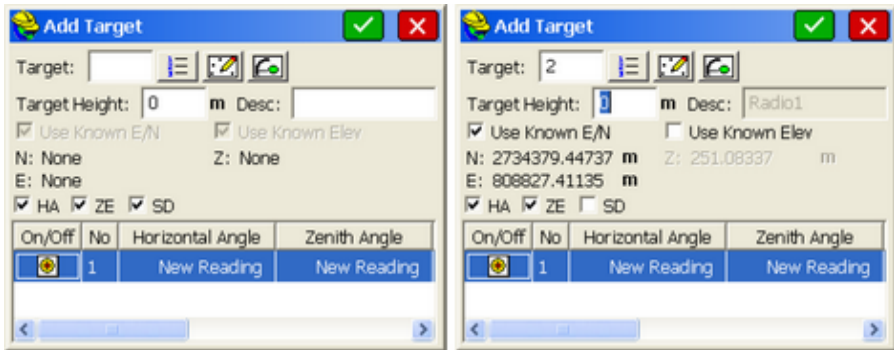 Add Target
Target:
Target Height: 0 m Desc:
Use Known E/N Use Known Elev
N: None Z: None
E: None
HA ZE SD
On/Off No Horizontal Angle Zenith Angle
1 New Reading New Reading
Add Target
Target: 2
Target Height: 0 m Desc: Radio1
Use Known E/N Use Known Elev
N: 2734379.44737 m Z: 251.08337 m
E: 808827.41135 m
HA ZE SD
On/Off No Horizontal Angle Zenith Angle
1 New Reading New Reading